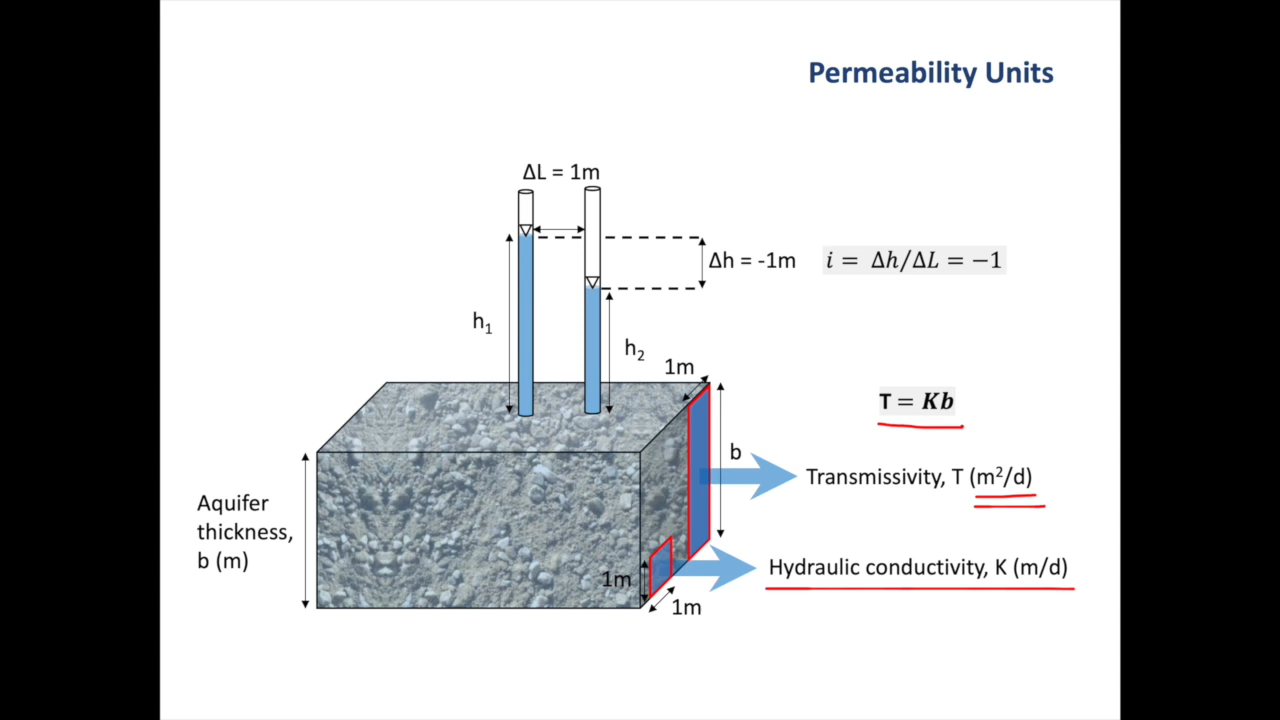 Permeability Units
ΔL = 1m
Δh = -1m
i = Δh/ΔL = −1
h₁
h₂
1m
T = Kb
b
Transmissivity, T (m²/d)
Aquifer
thickness,
b (m)
Hydraulic conductivity, K (m/d)
1m
1m